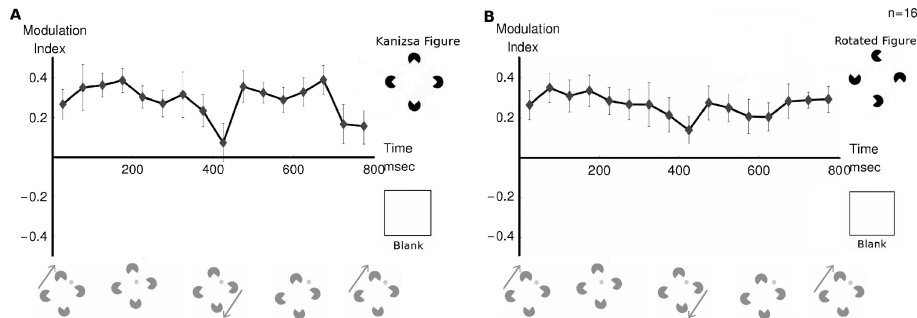 A
Modulation
Index
Kanizsa Figure
0.4
0.2
Time
msec
200
400
600
800
−0.2
−0.4
Blank
B
n=16
Modulation
Index
Rotated Figure
0.4
0.2
Time
msec
200
400
600
800
−0.2
−0.4
Blank